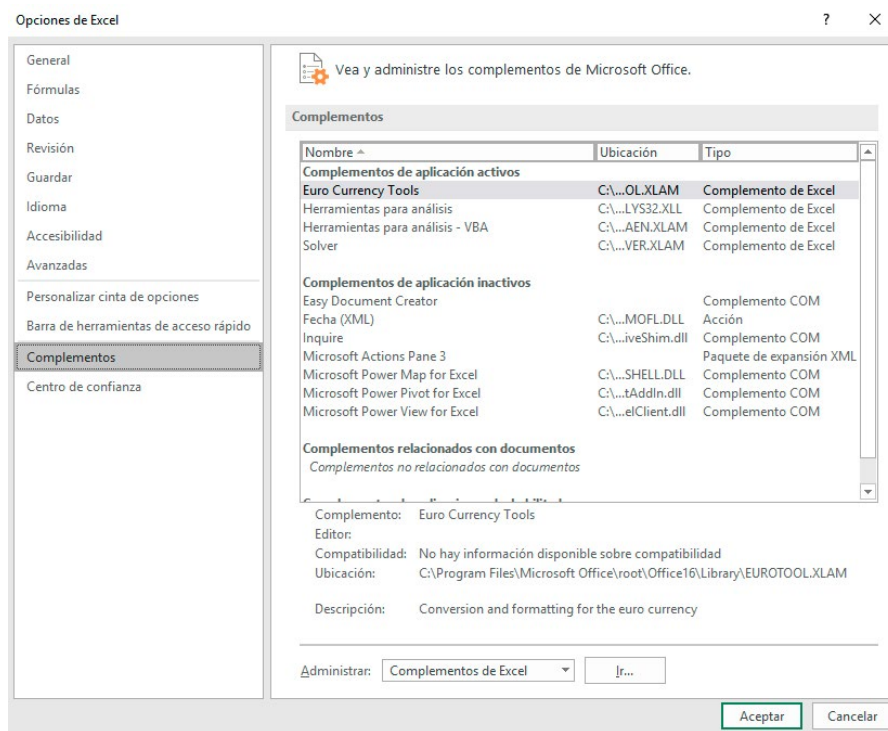 Opciones de Excel ? ×
General
Fórmulas
Datos
Revisión
Guardar
Idioma
Accesibilidad
Avanzadas
Personalizar cinta de opciones
Barra de herramientas de acceso rápido
Complementos
Centro de confianza
Vea y administre los complementos de Microsoft Office.
Complementos
Nombre Ubicación Tipo
Complementos de aplicación activos
Euro Currency Tools C:\...OL.XLAM Complemento de Excel
Herramientas para análisis C:\...LYS32.XLL Complemento de Excel
Herramientas para análisis - VBA C:\...AEN.XLAM Complemento de Excel
Solver C:\...VER.XLAM Complemento de Excel
Complementos de aplicación inactivos
Easy Document Creator Complemento COM
Fecha (XML) C:\...MOFL.DLL Acción
Inquire C:\...iveShim.dll Complemento COM
Microsoft Actions Pane 3 Paquete de expansión XML
Microsoft Power Map for Excel C:\...SHELL.DLL Complemento COM
Microsoft Power Pivot for Excel C:\...tAddIn.dll Complemento COM
Microsoft Power View for Excel C:\...elClient.dll Complemento COM
Complementos relacionados con documentos
Complementos no relacionados con documentos
Complemento: Euro Currency Tools
Editor:
Compatibilidad: No hay información disponible sobre compatibilidad
Ubicación: C:\Program Files\Microsoft Office\root\Office16\Library\EUROTOOL.XLAM
Descripción: Conversion and formatting for the euro currency
Administrar: Complementos de Excel Ir...
Aceptar Cancelar